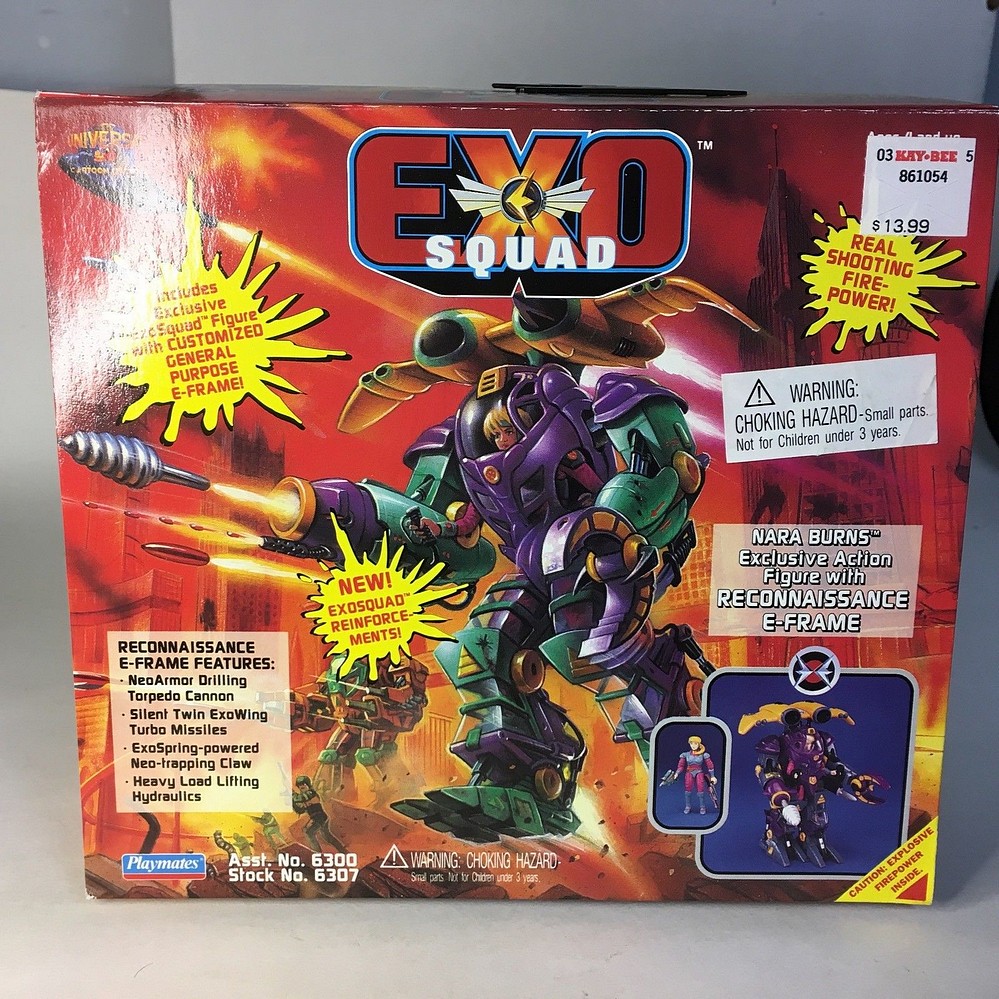 EXO
SQUAD
TM
03 KAY•BEE 5
861054
$13.99
REAL
SHOOTING
FIRE-
POWER!
Includes
Exclusive
with CUSTOMIZED
GENERAL
PURPOSE
E-FRAME!
⚠ WARNING:
CHOKING HAZARD-Small parts.
Not for Children under 3 years.
NARA BURNS™
Exclusive Action
Figure with
RECONNAISSANCE
E-FRAME
NEW!
EXOSQUAD™
REINFORCE-
MENTS!
RECONNAISSANCE
E-FRAME FEATURES:
· NeoArmor Drilling
Torpedo Cannon
· Silent Twin ExoWing
Turbo Missiles
· ExoSpring-powered
Neo-trapping Claw
· Heavy Load Lifting
Hydraulics
Playmates
Asst. No. 6300
Stock No. 6307
⚠ WARNING: CHOKING HAZARD-
Small parts. Not for Children under 3 years.
CAUTION: EXPLOSIVE
FIREPOWER
INSIDE.